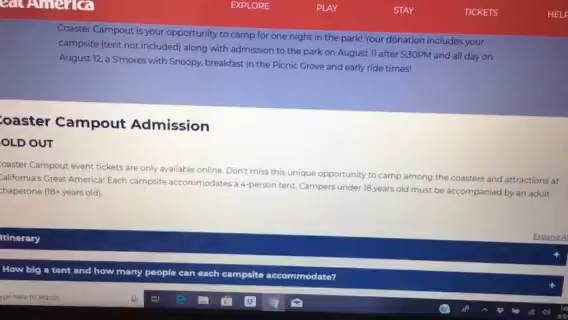 eat America
EXPLORE PLAY STAY TICKETS HELP
Coaster Campout is your opportunity to camp for one night in the park! Your donation includes your
campsite (tent not included) along with admission to the park on August 11 after 5:30PM and all day on
August 12, a S'mores with Snoopy, breakfast in the Picnic Grove and early ride times!
Coaster Campout Admission
OLD OUT
Coaster Campout event tickets are only available online. Don't miss this unique opportunity to camp among the coasters and attractions at
California's Great America! Each campsite accommodates a 4-person tent. Campers under 18 years old must be accompanied by an adult
chaperone (18+ years old).
Expand Al
Itinerary +
How big a tent and how many people can each campsite accommodate? +
ype here to search